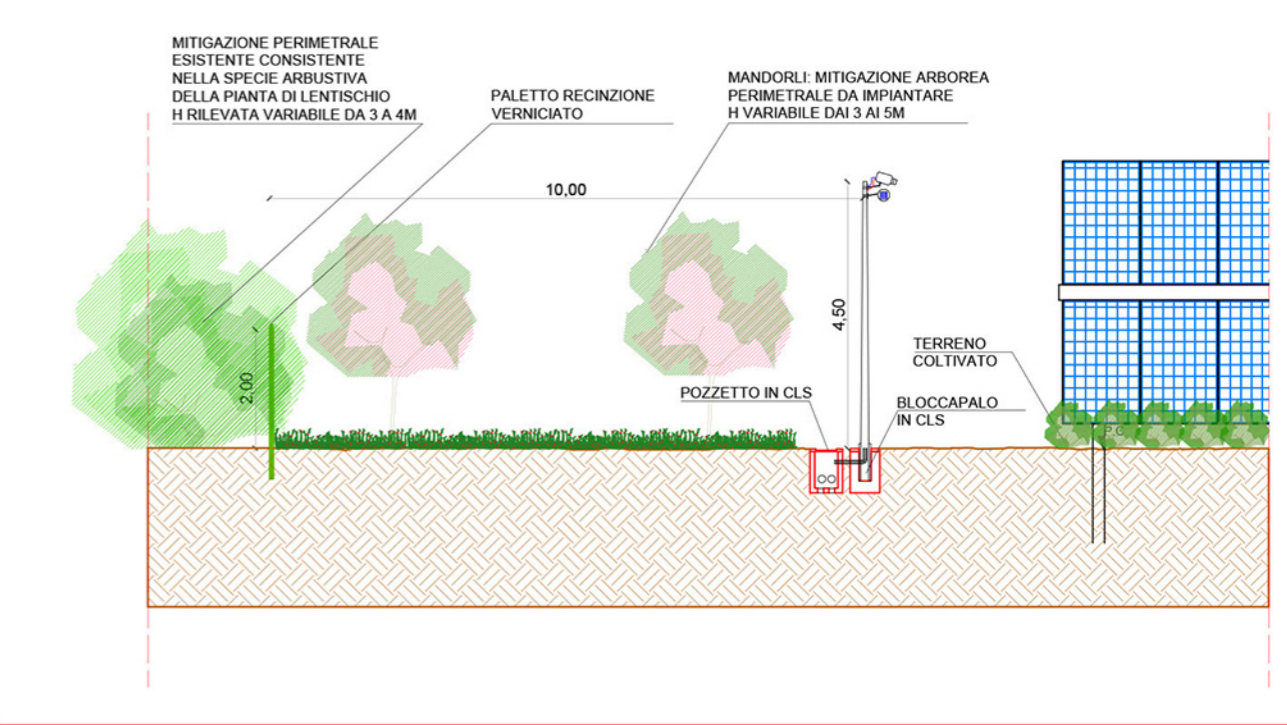 MITIGAZIONE PERIMETRALE
ESISTENTE CONSISTENTE
NELLA SPECIE ARBUSTIVA
DELLA PIANTA DI LENTISCHIO
H RILEVATA VARIABILE DA 3 A 4M
PALETTO RECINZIONE
VERNICIATO
MANDORLI: MITIGAZIONE ARBOREA
PERIMETRALE DA IMPIANTARE
H VARIABILE DAI 3 AI 5M
10,00
2,00
4,50
POZZETTO IN CLS
TERRENO
COLTIVATO
BLOCCAPALO
IN CLS
P.C